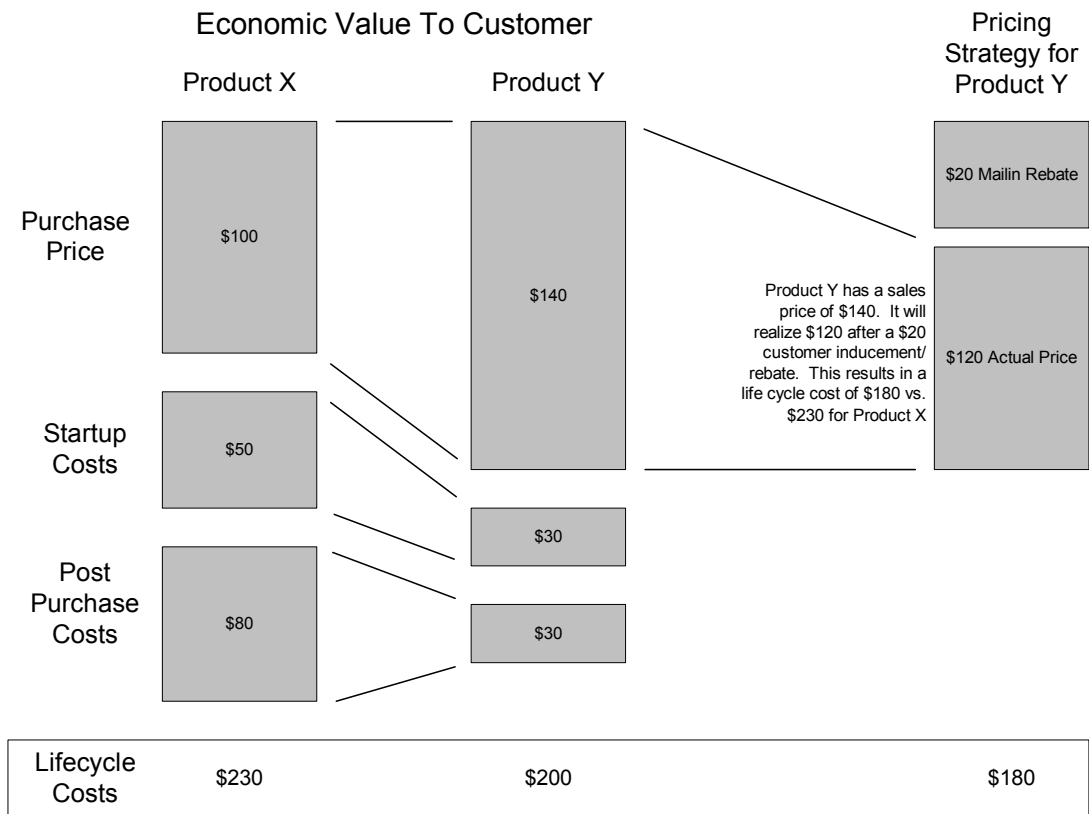 Economic Value To Customer
Pricing
Strategy for
Product Y
Product X
Product Y
Purchase
Price
$100
$140
$20 Mailin Rebate
$120 Actual Price
Product Y has a sales
price of $140.  It will
realize $120 after a $20
customer inducement/
rebate.  This results in a
life cycle cost of $180 vs.
$230 for Product X
Startup
Costs
$50
$30
Post
Purchase
Costs
$80
$30
Lifecycle
Costs
$230
$200
$180